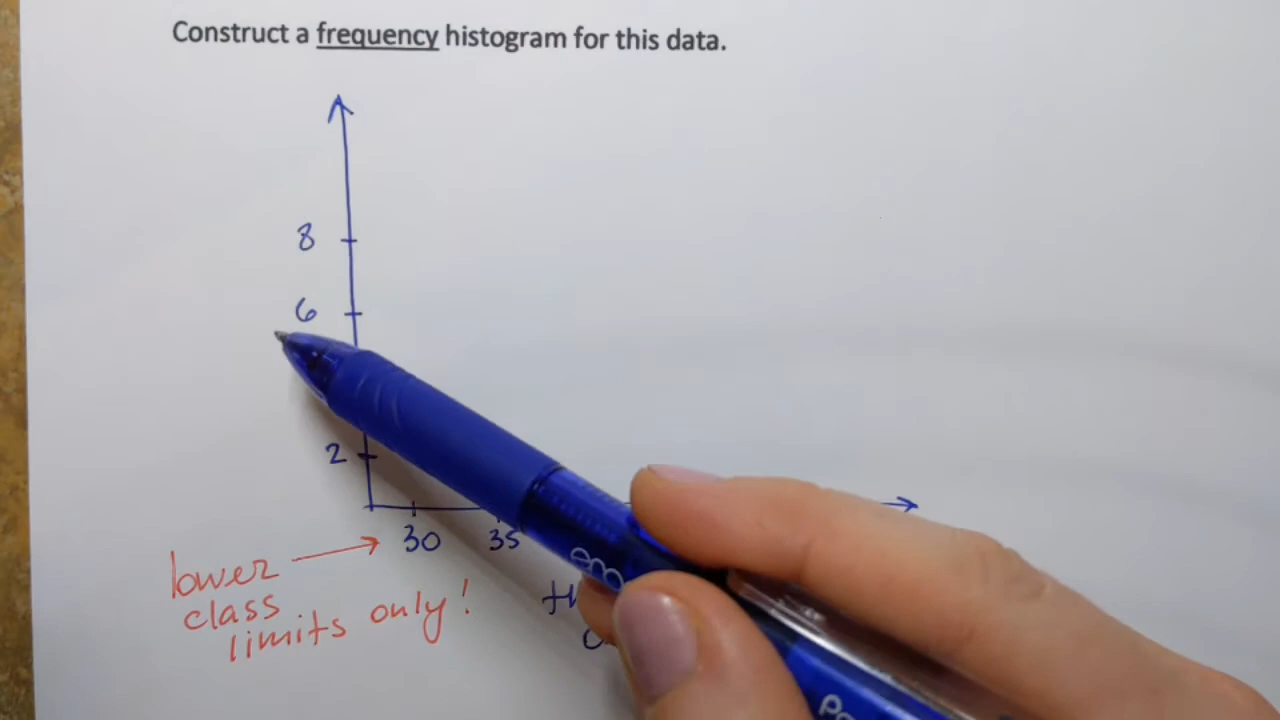 Construct a frequency histogram for this data.
8
6
2
30 35
lower
class
limits only!